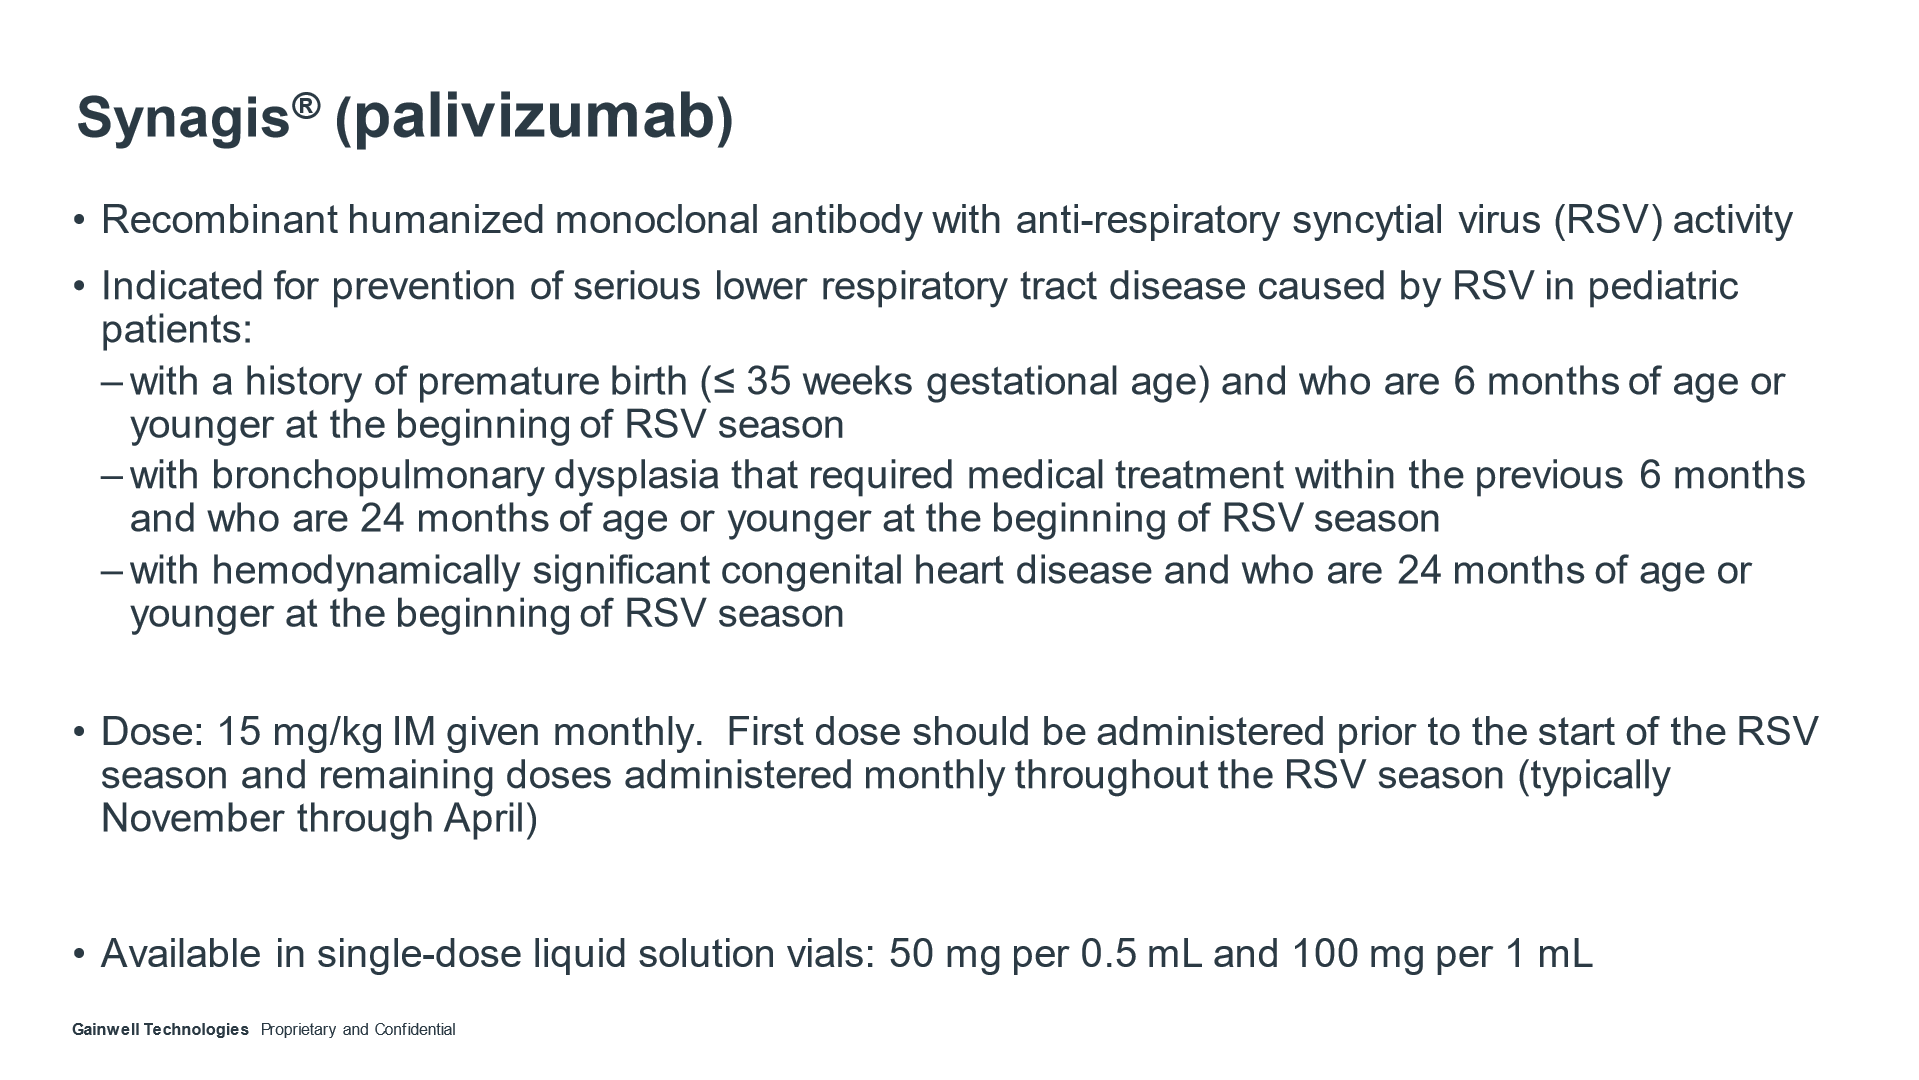 Synagis® (palivizumab)
• Recombinant humanized monoclonal antibody with anti-respiratory syncytial virus (RSV) activity
• Indicated for prevention of serious lower respiratory tract disease caused by RSV in pediatric
patients:
– with a history of premature birth (≤ 35 weeks gestational age) and who are 6 months of age or
younger at the beginning of RSV season
– with bronchopulmonary dysplasia that required medical treatment within the previous 6 months
and who are 24 months of age or younger at the beginning of RSV season
– with hemodynamically significant congenital heart disease and who are 24 months of age or
younger at the beginning of RSV season
• Dose: 15 mg/kg IM given monthly.  First dose should be administered prior to the start of the RSV
season and remaining doses administered monthly throughout the RSV season (typically
November through April)
• Available in single-dose liquid solution vials: 50 mg per 0.5 mL and 100 mg per 1 mL
Gainwell Technologies Proprietary and Confidential